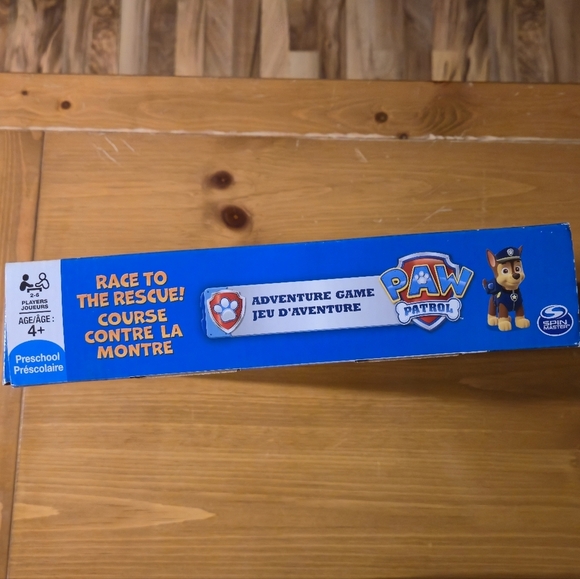 2-6
PLAYERS
JOUEURS
AGE/ÂGE :
4+
Preschool
Préscolaire
RACE TO
THE RESCUE!
COURSE
CONTRE LA
MONTRE
ADVENTURE GAME
JEU D'AVENTURE
PAW
PATROL
SPIN
MASTER